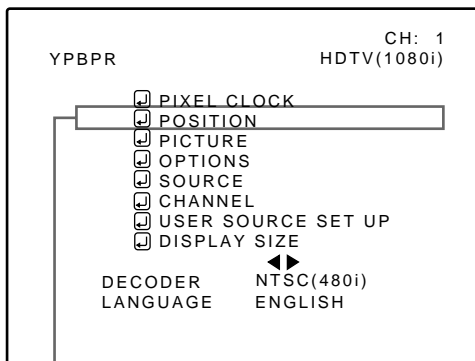 CH: 1
YPBPR HDTV(1080i)
PIXEL CLOCK
POSITION
PICTURE
OPTIONS
SOURCE
CHANNEL
USER SOURCE SET UP
DISPLAY SIZE
DECODER NTSC(480i)
LANGUAGE ENGLISH